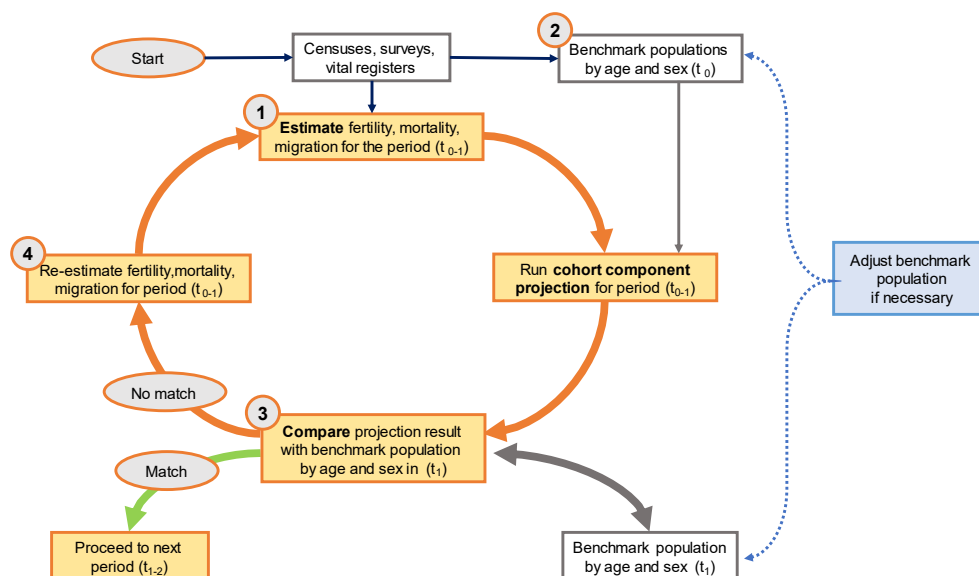 Start
Censuses, surveys,
vital registers
2
Benchmark populations
by age and sex (t 0)
1
Estimate fertility, mortality,
migration for the period (t 0-1)
4
Re-estimate fertility,mortality,
migration for period (t0-1)
Run cohort component
projection for period (t0-1)
Adjust benchmark
population
if necessary
No match
3
Compare projection result
with benchmark population
by age and sex in (t1)
Match
Proceed to next
period (t1-2)
Benchmark population
by age and sex (t1)